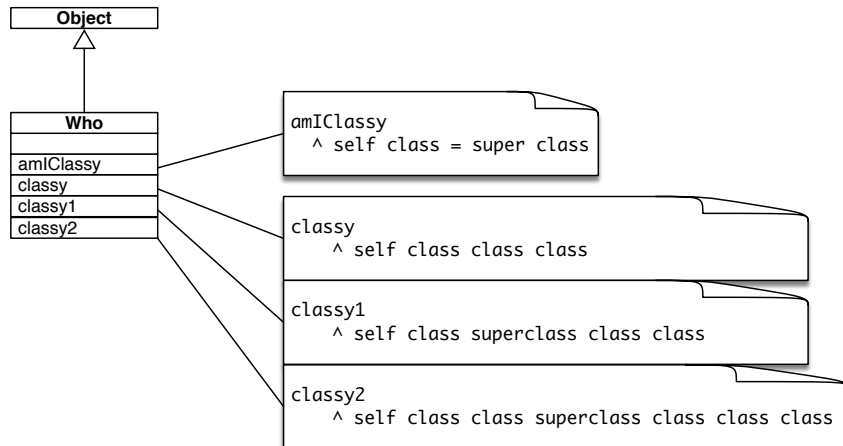 Object
Who
amIClassy
classy
classy1
classy2
amIClassy
^ self class = super class
classy
^ self class class class
classy1
^ self class superclass class class
classy2
^ self class class superclass class class class